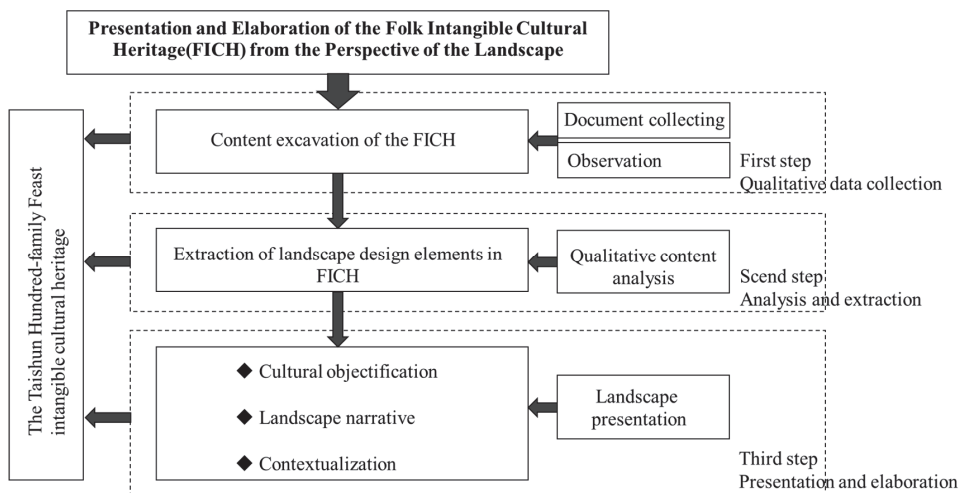 Presentation and Elaboration of the Folk Intangible Cultural
Heritage(FICH) from the Perspective of the Landscape
The Taishun Hundred-family Feast
intangible cultural heritage
Content excavation of the FICH
Document collecting
Observation
First step
Qualitative data collection
Extraction of landscape design elements in
FICH
Qualitative content
analysis
Scend step
Analysis and extraction
◆ Cultural objectification
◆ Landscape narrative
◆ Contextualization
Landscape
presentation
Third step
Presentation and elaboration